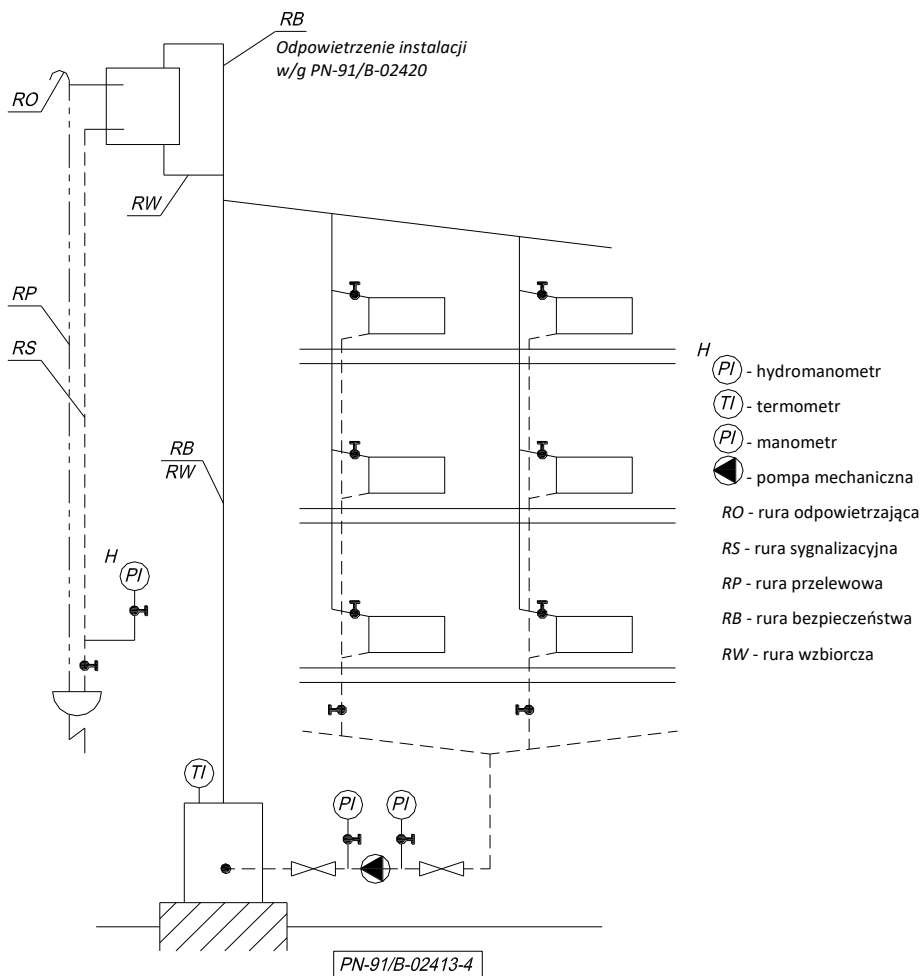 RB
Odpowietrzenie instalacji
w/g PN-91/B-02420
RO
RW
RP
RS
RB
RW
H
PI
TI
PI
PI
H
PI - hydromanometr
TI - termometr
PI - manometr
- pompa mechaniczna
RO - rura odpowietrzająca
RS - rura sygnalizacyjna
RP - rura przelewowa
RB - rura bezpieczeństwa
RW - rura wzbiorcza
PN-91/B-02413-4